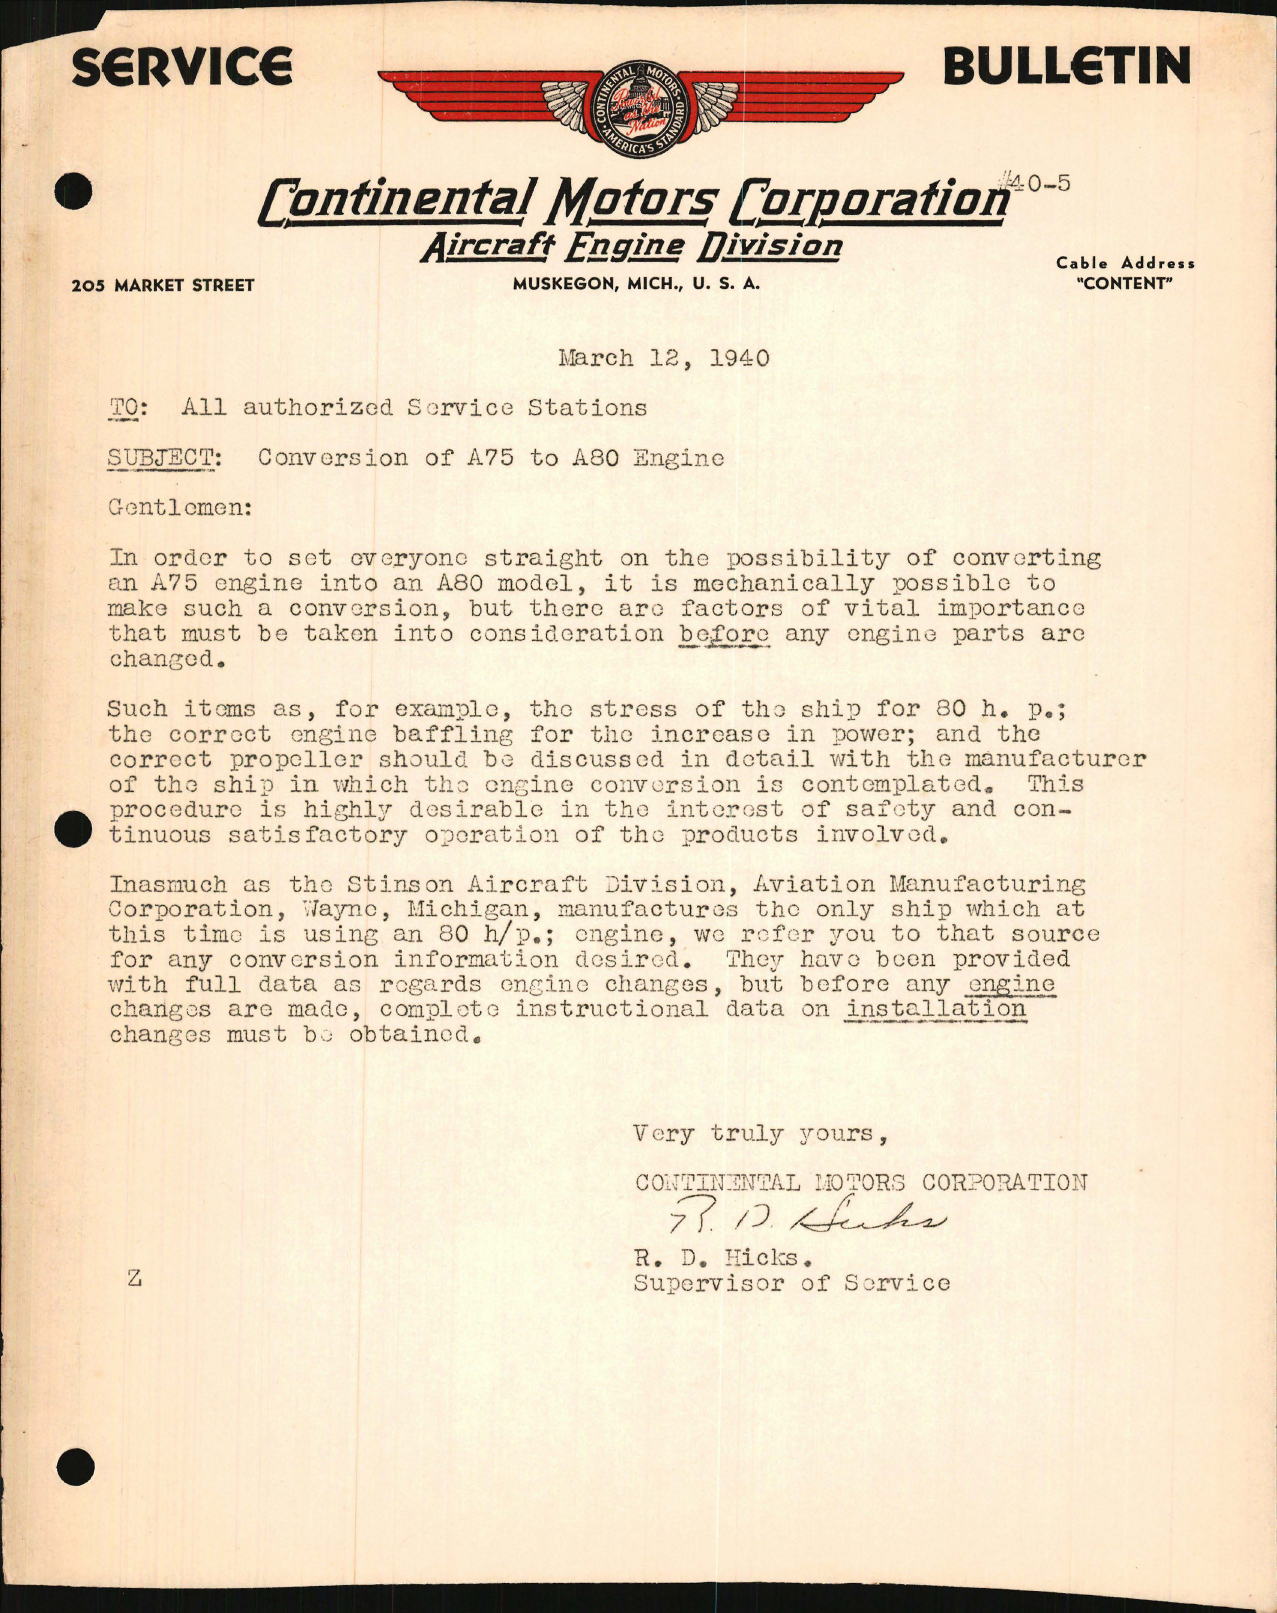 SERVICE BULLETIN
CONTINENTAL MOTORS
Powerful as the Nation
AMERICA'S STANDARD
Continental Motors Corporation
#40-5
Aircraft Engine Division
205 MARKET STREET
MUSKEGON, MICH., U. S. A.
Cable Address
"CONTENT"
March 12, 1940
TO: All authorized Service Stations
SUBJECT: Conversion of A75 to A80 Engine
Gentlemen:
In order to set everyone straight on the possibility of converting
an A75 engine into an A80 model, it is mechanically possible to
make such a conversion, but there are factors of vital importance
that must be taken into consideration before any engine parts are
changed.
Such items as, for example, the stress of the ship for 80 h. p.;
the correct engine baffling for the increase in power; and the
correct propeller should be discussed in detail with the manufacturer
of the ship in which the engine conversion is contemplated. This
procedure is highly desirable in the interest of safety and con-
tinuous satisfactory operation of the products involved.
Inasmuch as the Stinson Aircraft Division, Aviation Manufacturing
Corporation, Wayne, Michigan, manufactures the only ship which at
this time is using an 80 h/p.; engine, we refer you to that source
for any conversion information desired. They have been provided
with full data as regards engine changes, but before any engine
changes are made, complete instructional data on installation
changes must be obtained.
Very truly yours,
CONTINENTAL MOTORS CORPORATION
R. D. Hicks
R. D. Hicks.
Supervisor of Service
Z